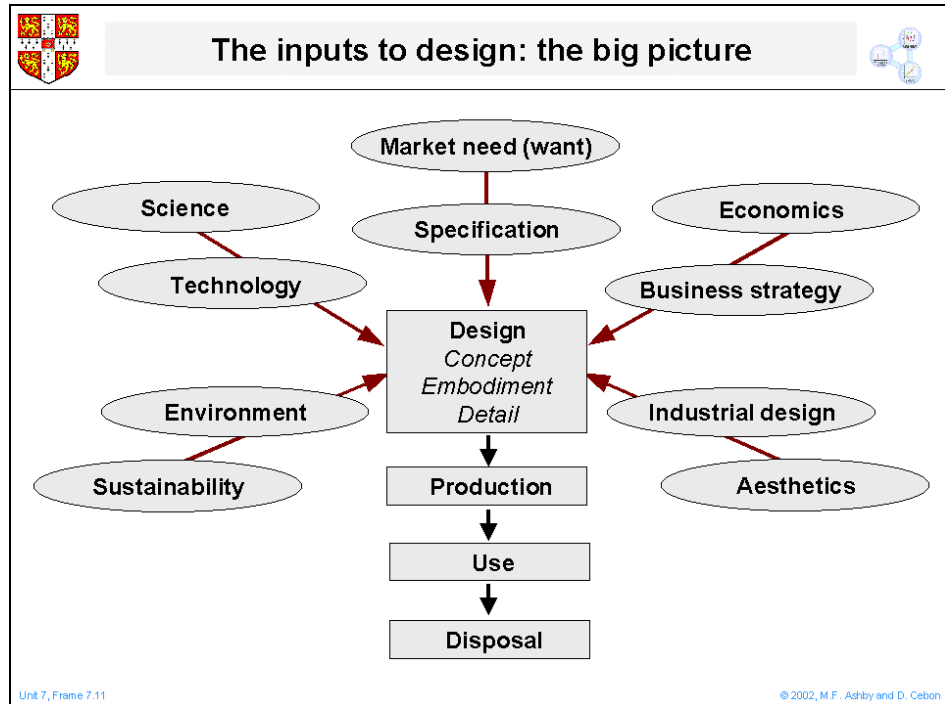 The inputs to design: the big picture
Market need (want)
Science
Economics
Specification
Technology
Business strategy
Design
Concept
Embodiment
Detail
Environment
Industrial design
Sustainability
Production
Aesthetics
Use
Disposal
Unit 7, Frame 7.11
© 2002, M.F. Ashby and D. Cebon